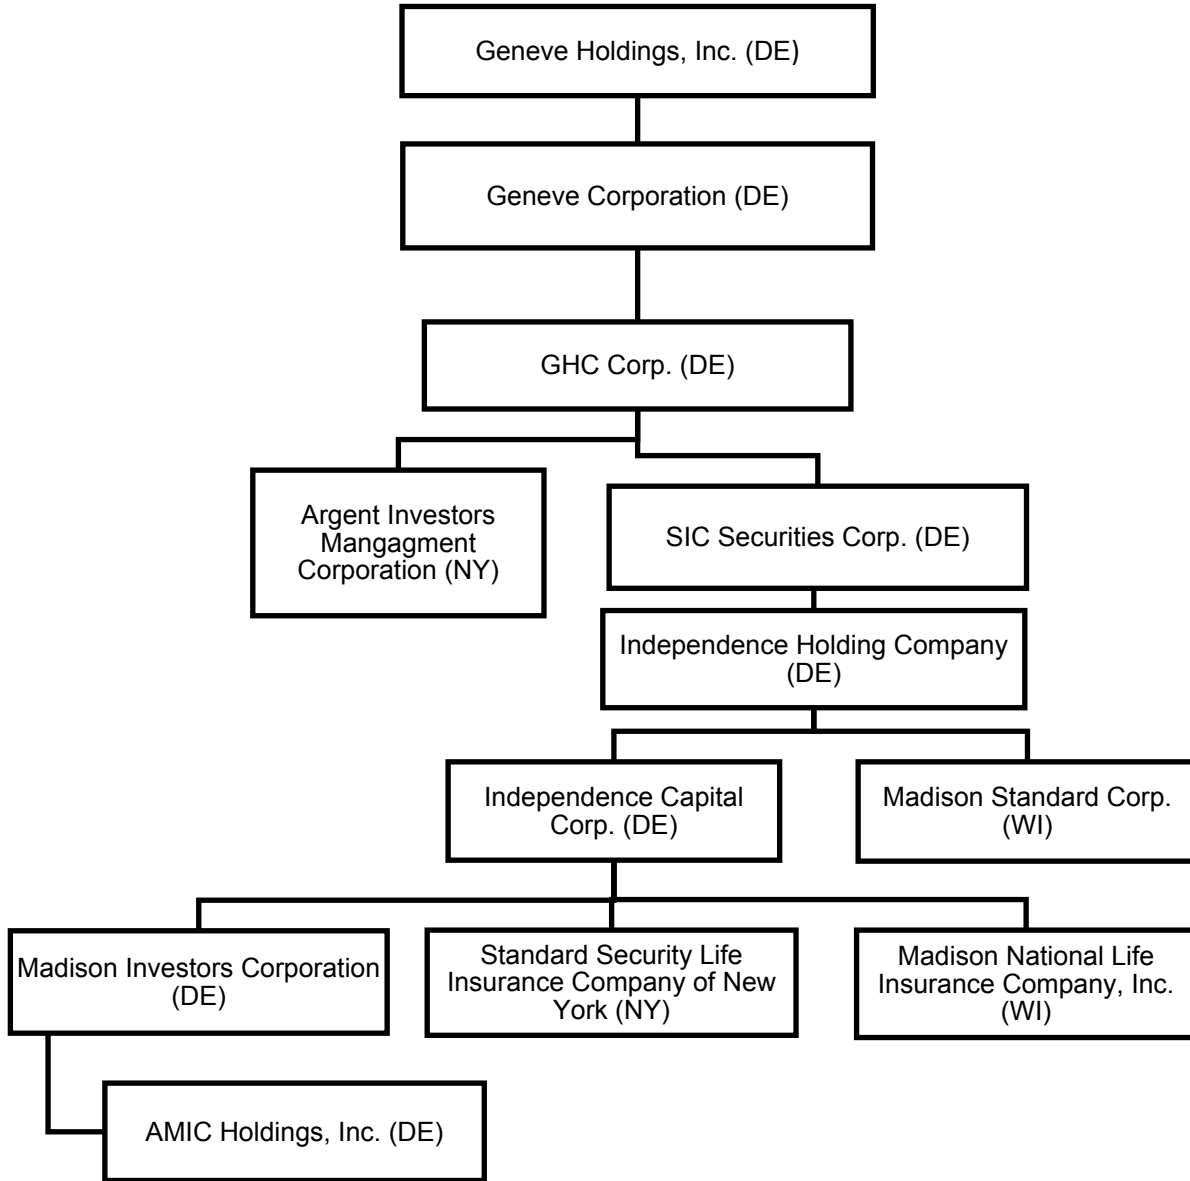 Geneve Holdings, Inc. (DE)
Geneve Corporation (DE)
GHC Corp. (DE)
Argent Investors
Mangagment
Corporation (NY)
SIC Securities Corp. (DE)
Independence Holding Company
(DE)
Independence Capital
Corp. (DE)
Madison Standard Corp.
(WI)
Madison Investors Corporation
(DE)
Standard Security Life
Insurance Company of New
York (NY)
Madison National Life
Insurance Company, Inc.
(WI)
AMIC Holdings, Inc. (DE)